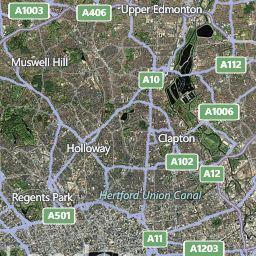 A1003
A406
Upper Edmonton
Muswell Hill
A112
A10
A1006
Clapton
Holloway
A102
A12
Regents Park
Hertford Union Canal
A501
A11
A1203